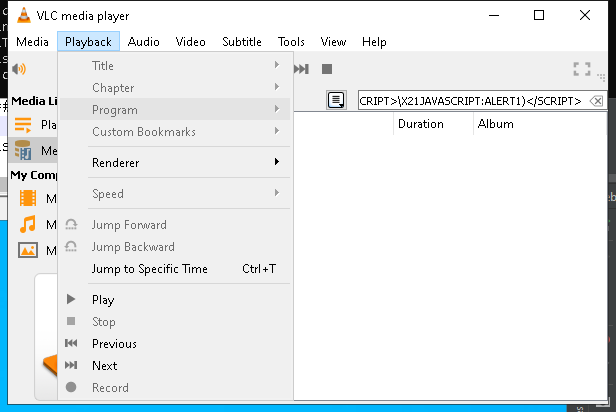 VLC media player
Media Playback Audio Video Subtitle Tools View Help
Title
Chapter
Program
Custom Bookmarks
Renderer
Speed
Jump Forward
Jump Backward
Jump to Specific Time Ctrl+T
Play
Stop
Previous
Next
Record
Media Li
Pla
Me
My Comp
M
M
M
CRIPT>\X21JAVASCRIPT:ALERT1)</SCRIPT>
Duration Album